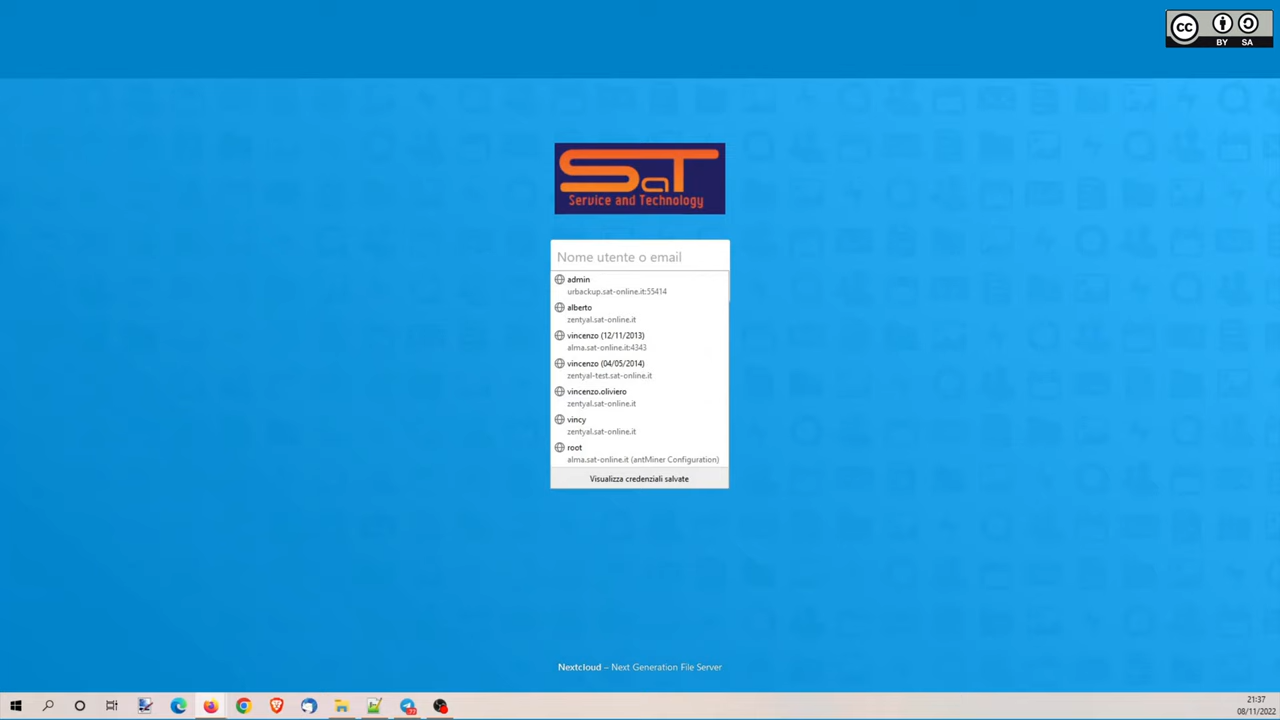 CC BY SA
SaT
Service and Technology
Nome utente o email
admin
urbackup.sat-online.it:55414
alberto
zentyal.sat-online.it
vincenzo (12/11/2013)
alma.sat-online.it:4343
vincenzo (04/05/2014)
zentyal-test.sat-online.it
vincenzo.oliviero
zentyal.sat-online.it
vincy
zentyal.sat-online.it
root
alma.sat-online.it (antMiner Configuration)
Visualizza credenziali salvate
Nextcloud – Next Generation File Server
21:37
08/11/2022